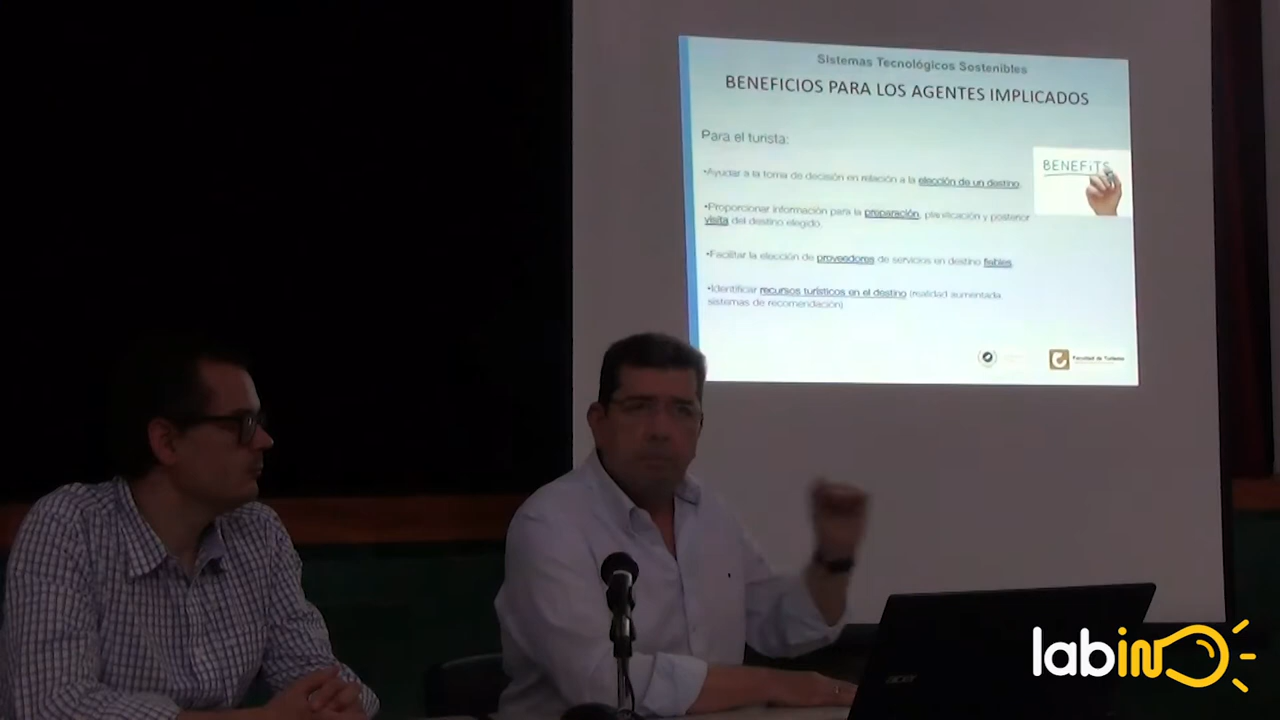 Sistemas Tecnológicos Sostenibles
BENEFICIOS PARA LOS AGENTES IMPLICADOS
Para el turista:
•Ayudar a la toma de decisión en relación a la elección de un destino.
BENEFiTS
•Proporcionar información para la preparación, planificación y posterior
visita del destino elegido.
•Facilitar la elección de proveedores de servicios en destino fiables.
•Identificar recursos turísticos en el destino (realidad aumentada,
sistemas de recomendación)
Facultad de Turismo
acer
labin